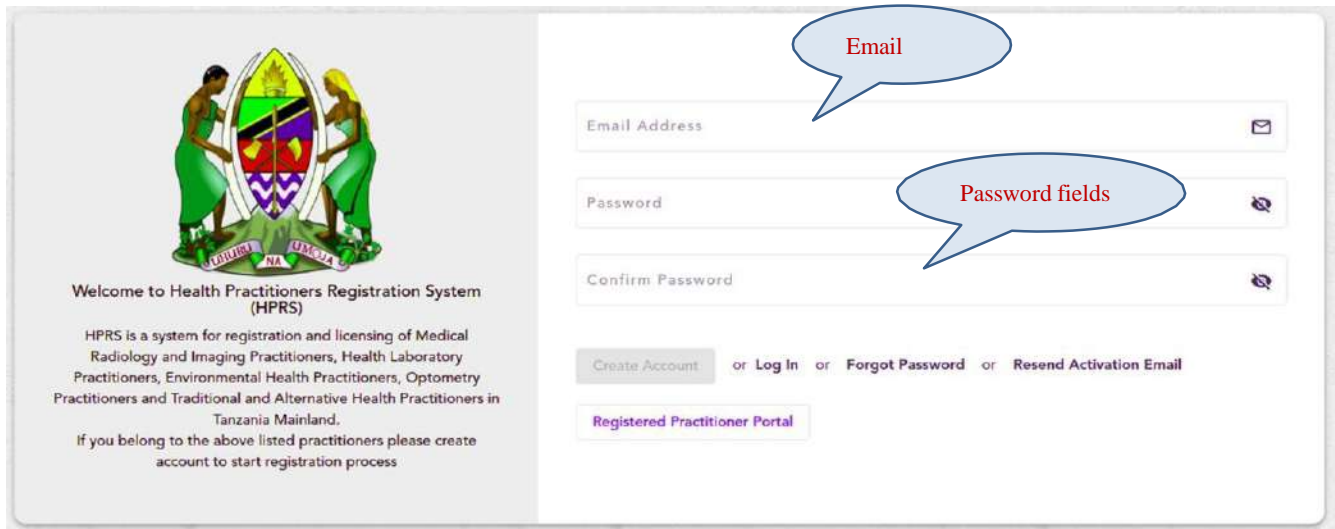 UHURU NA UMOJA
Welcome to Health Practitioners Registration System
(HPRS)
HPRS is a system for registration and licensing of Medical
Radiology and Imaging Practitioners, Health Laboratory
Practitioners, Environmental Health Practitioners, Optometry
Practitioners and Traditional and Alternative Health Practitioners in
Tanzania Mainland.
If you belong to the above listed practitioners please create
account to start registration process
Email
Email Address
Password fields
Password
Confirm Password
Create Account or Log In or Forgot Password or Resend Activation Email
Registered Practitioner Portal